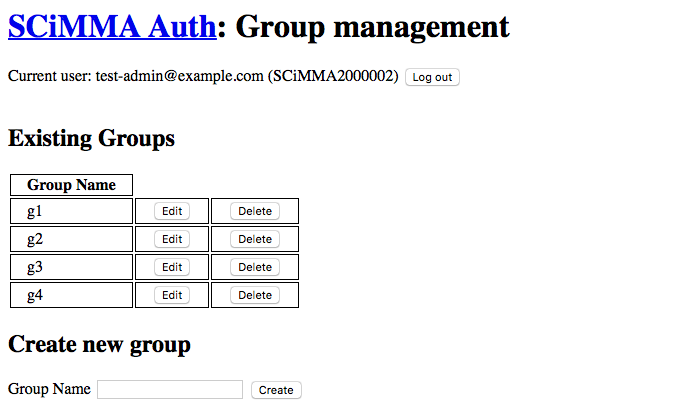 SCiMMA Auth: Group management
Current user: test-admin@example.com (SCiMMA2000002) Log out
Existing Groups
Group Name
g1 Edit Delete
g2 Edit Delete
g3 Edit Delete
g4 Edit Delete
Create new group
Group Name Create